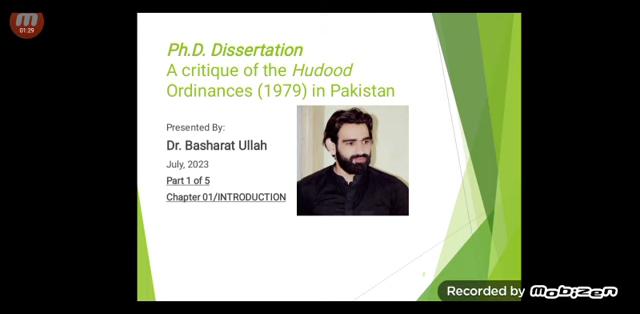 01:29
Ph.D. Dissertation
A critique of the Hudood
Ordinances (1979) in Pakistan
Presented By:
Dr. Basharat Ullah
July, 2023
Part 1 of 5
Chapter 01/INTRODUCTION
Recorded by Mobizen